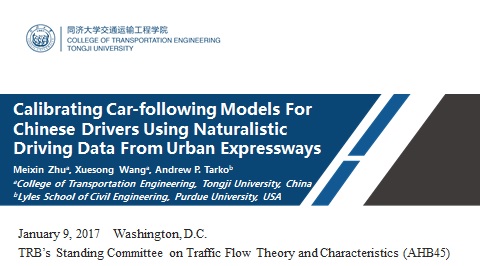 同济大学交通运输工程学院
COLLEGE OF TRANSPORTATION ENGINEERING
TONGJI UNIVERSITY
Calibrating Car-following Models For
Chinese Drivers Using Naturalistic
Driving Data From Urban Expressways
Meixin Zhuᵃ, Xuesong Wangᵃ, Andrew P. Tarkoᵇ
ᵃCollege of Transportation Engineering, Tongji University, China
ᵇLyles School of Civil Engineering, Purdue University, USA
January 9, 2017 Washington, D.C.
TRB's Standing Committee on Traffic Flow Theory and Characteristics (AHB45)